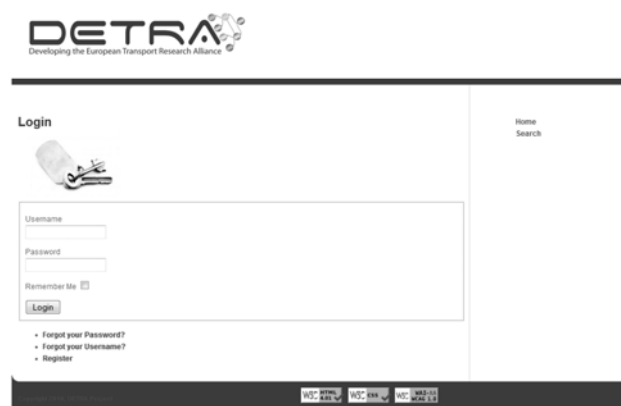 DETRA
Developing the European Transport Research Alliance
Login
Home
Search
Username
Password
Remember Me
Login
Forgot your Password?
Forgot your Username?
Register
W3C HTML 4.01
W3C CSS
W3C WAI-AA WCAG 1.0